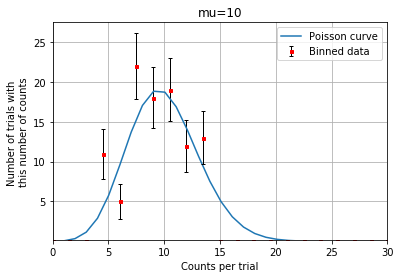 mu=10
Poisson curve
Binned data
Number of trials with
this number of counts
25
20
15
10
5
0
5
10
15
20
25
30
Counts per trial